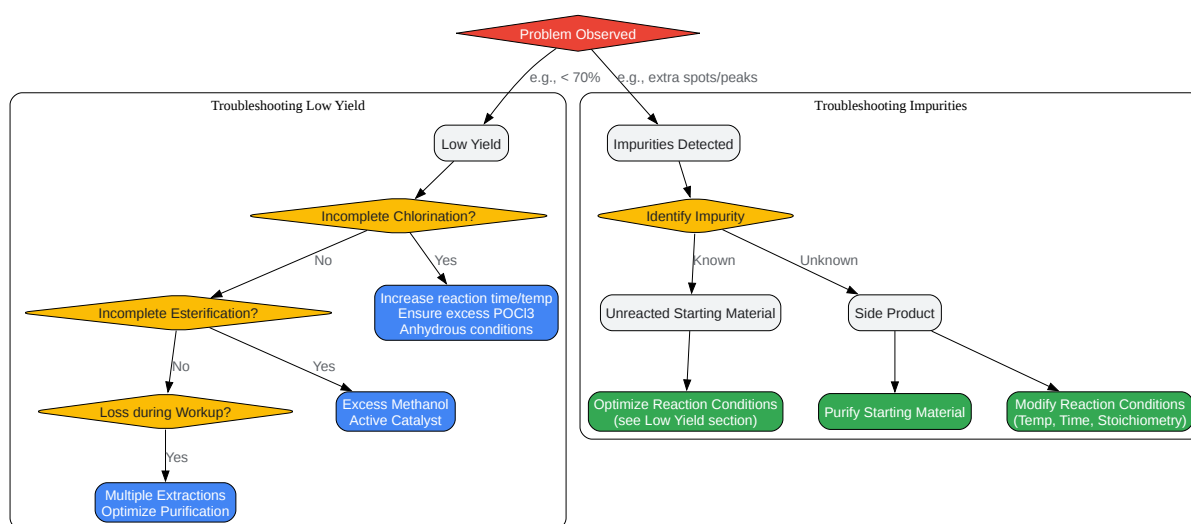 Problem Observed
e.g., < 70%
e.g., extra spots/peaks
Troubleshooting Low Yield
Low Yield
Incomplete Chlorination?
No
Yes
Increase reaction time/temp
Ensure excess POCl3
Anhydrous conditions
Incomplete Esterification?
No
Yes
Excess Methanol
Active Catalyst
Loss during Workup?
Yes
Multiple Extractions
Optimize Purification
Troubleshooting Impurities
Impurities Detected
Identify Impurity
Known
Unknown
Unreacted Starting Material
Side Product
Optimize Reaction Conditions
(see Low Yield section)
Purify Starting Material
Modify Reaction Conditions
(Temp, Time, Stoichiometry)